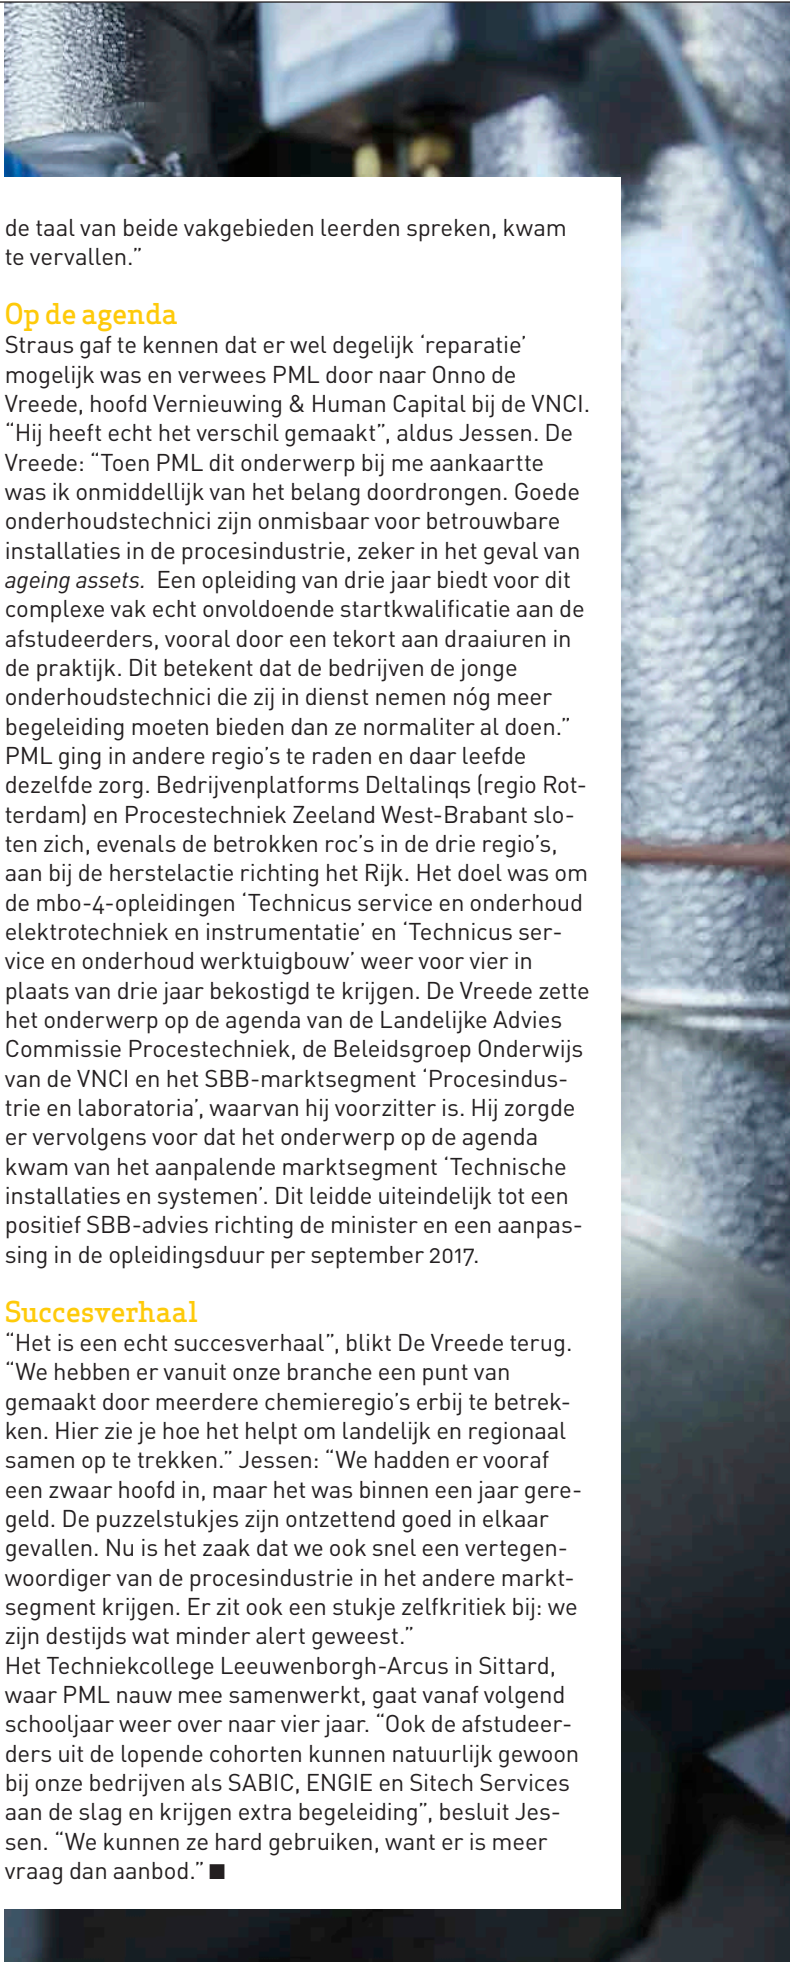 de taal van beide vakgebieden leerden spreken, kwam
te vervallen.”
Op de agenda
Straus gaf te kennen dat er wel degelijk ‘reparatie’
mogelijk was en verwees PML door naar Onno de
Vreede, hoofd Vernieuwing & Human Capital bij de VNCI.
“Hij heeft echt het verschil gemaakt”, aldus Jessen. De
Vreede: “Toen PML dit onderwerp bij me aankaartte
was ik onmiddellijk van het belang doordrongen. Goede
onderhoudstechnici zijn onmisbaar voor betrouwbare
installaties in de procesindustrie, zeker in het geval van
ageing assets. Een opleiding van drie jaar biedt voor dit
complexe vak echt onvoldoende startkwalificatie aan de
afstudeerders, vooral door een tekort aan draaiuren in
de praktijk. Dit betekent dat de bedrijven de jonge
onderhoudstechnici die zij in dienst nemen nóg meer
begeleiding moeten bieden dan ze normaliter al doen.”
PML ging in andere regio’s te raden en daar leefde
dezelfde zorg. Bedrijvenplatforms Deltalinqs (regio Rot-
terdam) en Procestechniek Zeeland West-Brabant slo-
ten zich, evenals de betrokken roc’s in de drie regio’s,
aan bij de herstelactie richting het Rijk. Het doel was om
de mbo-4-opleidingen ‘Technicus service en onderhoud
elektrotechniek en instrumentatie’ en ‘Technicus ser-
vice en onderhoud werktuigbouw’ weer voor vier in
plaats van drie jaar bekostigd te krijgen. De Vreede zette
het onderwerp op de agenda van de Landelijke Advies
Commissie Procestechniek, de Beleidsgroep Onderwijs
van de VNCI en het SBB-marktsegment ‘Procesindus-
trie en laboratoria’, waarvan hij voorzitter is. Hij zorgde
er vervolgens voor dat het onderwerp op de agenda
kwam van het aanpalende marktsegment ‘Technische
installaties en systemen’. Dit leidde uiteindelijk tot een
positief SBB-advies richting de minister en een aanpas-
sing in de opleidingsduur per september 2017.
Succesverhaal
“Het is een echt succesverhaal”, blikt De Vreede terug.
“We hebben er vanuit onze branche een punt van
gemaakt door meerdere chemieregio’s erbij te betrek-
ken. Hier zie je hoe het helpt om landelijk en regionaal
samen op te trekken.” Jessen: “We hadden er vooraf
een zwaar hoofd in, maar het was binnen een jaar gere-
geld. De puzzelstukjes zijn ontzettend goed in elkaar
gevallen. Nu is het zaak dat we ook snel een vertegen-
woordiger van de procesindustrie in het andere markt-
segment krijgen. Er zit ook een stukje zelfkritiek bij: we
zijn destijds wat minder alert geweest.”
Het Techniekcollege Leeuwenborgh-Arcus in Sittard,
waar PML nauw mee samenwerkt, gaat vanaf volgend
schooljaar weer over naar vier jaar. “Ook de afstudeer-
ders uit de lopende cohorten kunnen natuurlijk gewoon
bij onze bedrijven als SABIC, ENGIE en Sitech Services
aan de slag en krijgen extra begeleiding”, besluit Jes-
sen. “We kunnen ze hard gebruiken, want er is meer
vraag dan aanbod.” ■